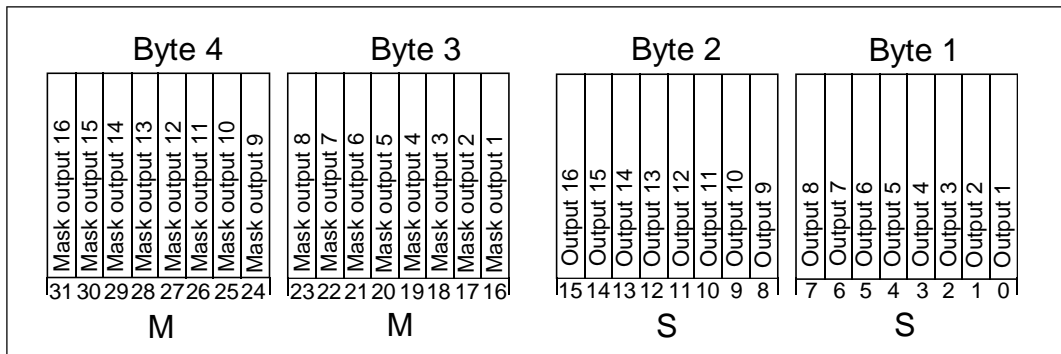 Byte 4 Byte 3 Byte 2 Byte 1
Mask output 16
Mask output 15
Mask output 14
Mask output 13
Mask output 12
Mask output 11
Mask output 10
Mask output 9
Mask output 8
Mask output 7
Mask output 6
Mask output 5
Mask output 4
Mask output 3
Mask output 2
Mask output 1
Output 16
Output 15
Output 14
Output 13
Output 12
Output 11
Output 10
Output 9
Output 8
Output 7
Output 6
Output 5
Output 4
Output 3
Output 2
Output 1
31 30 29 28 27 26 25 24 23 22 21 20 19 18 17 16 15 14 13 12 11 10 9 8 7 6 5 4 3 2 1 0
M M S S